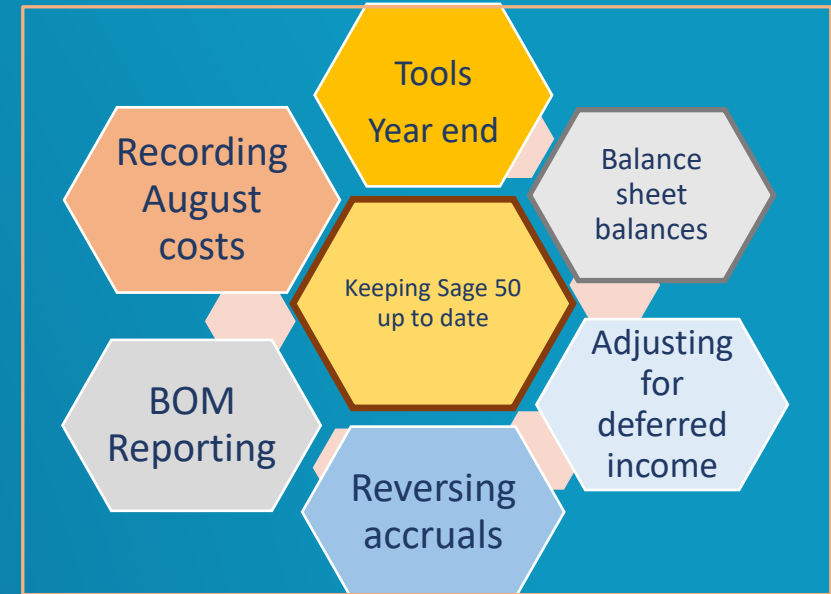 Tools
Year end
Balance
sheet
balances
Adjusting
for
deferred
income
Reversing
accruals
BOM
Reporting
Recording
August
costs
Keeping Sage 50
up to date